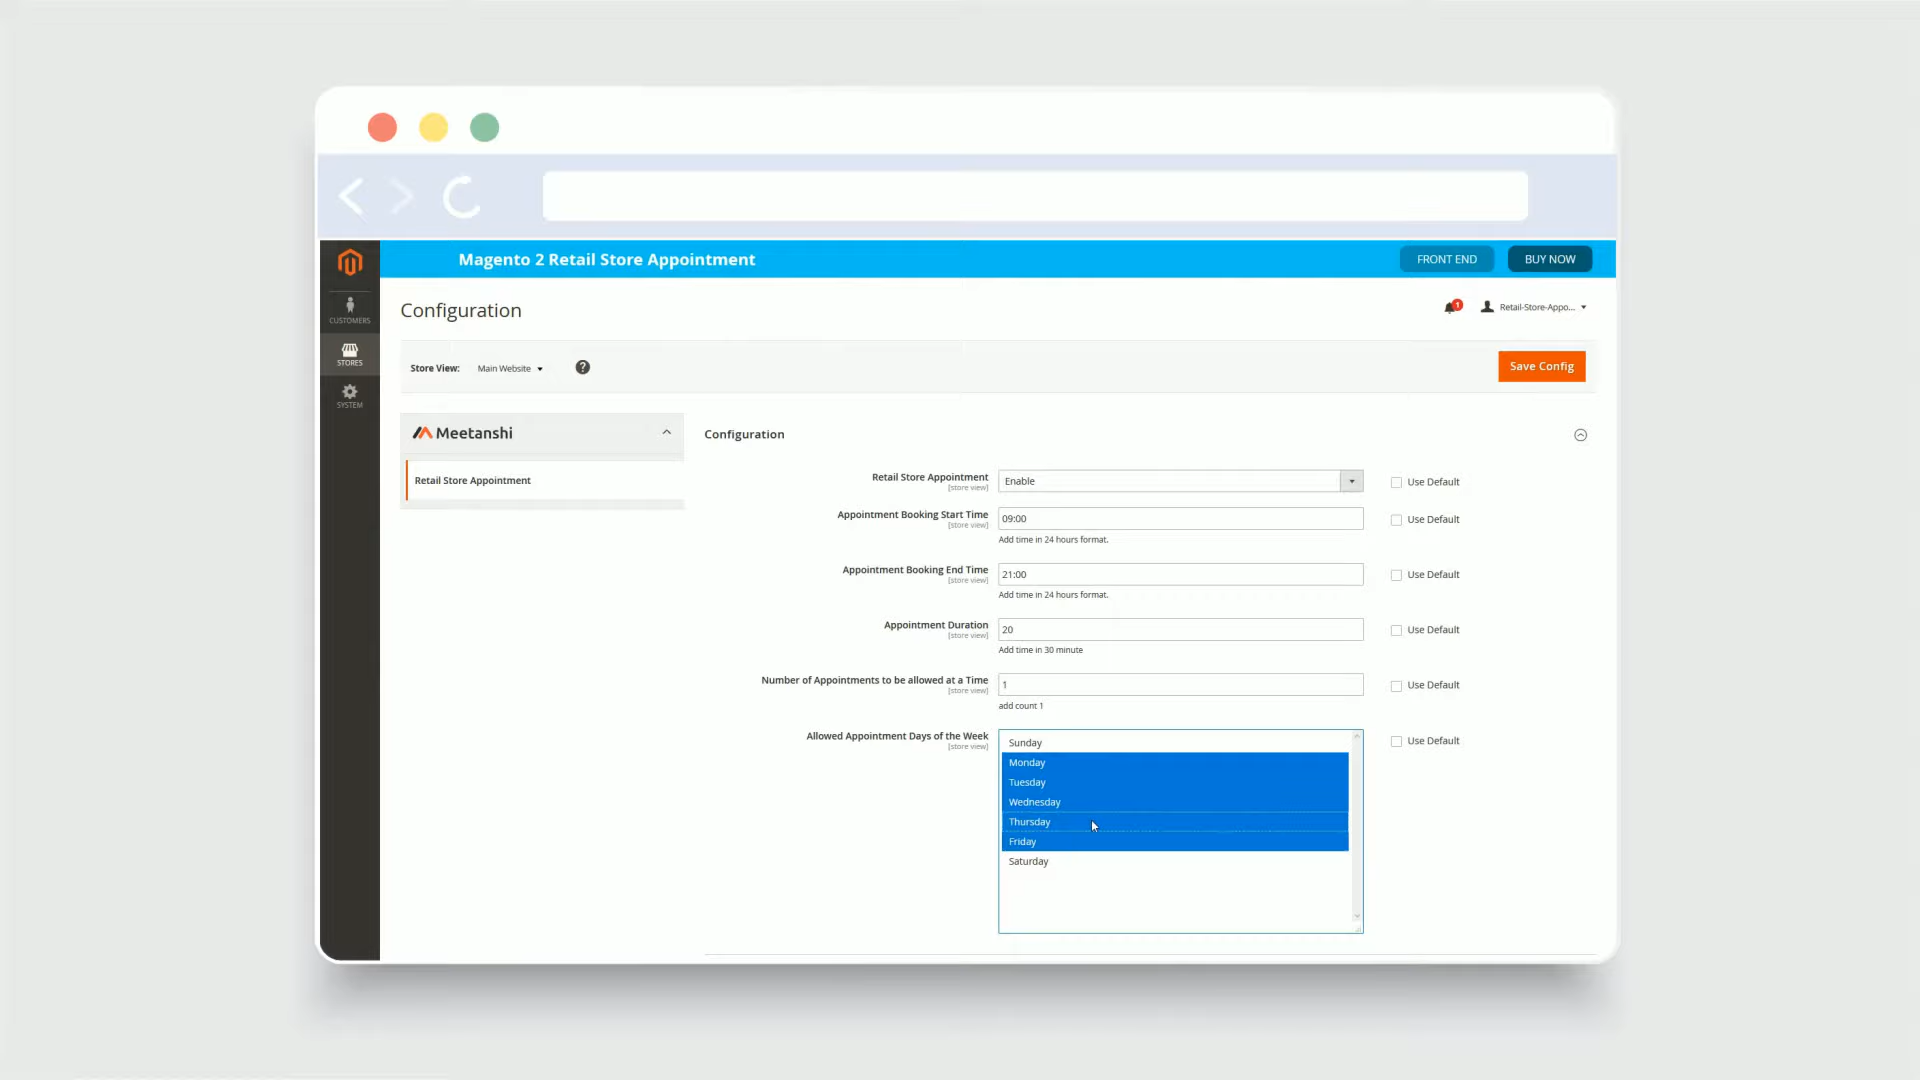 Magento 2 Retail Store Appointment
FRONT END
BUY NOW
CUSTOMERS
STORES
SYSTEM
Configuration
1
Retail-Store-Appo...
Store View:
Main Website
?
Save Config
Meetanshi
Retail Store Appointment
Configuration
Retail Store Appointment
[store view]
Enable
Use Default
Appointment Booking Start Time
[store view]
09:00
Use Default
Add time in 24 hours format.
Appointment Booking End Time
[store view]
21:00
Use Default
Add time in 24 hours format.
Appointment Duration
[store view]
20
Use Default
Add time in 30 minute
Number of Appointments to be allowed at a Time
[store view]
1
Use Default
add count 1
Allowed Appointment Days of the Week
[store view]
Use Default
Sunday
Monday
Tuesday
Wednesday
Thursday
Friday
Saturday